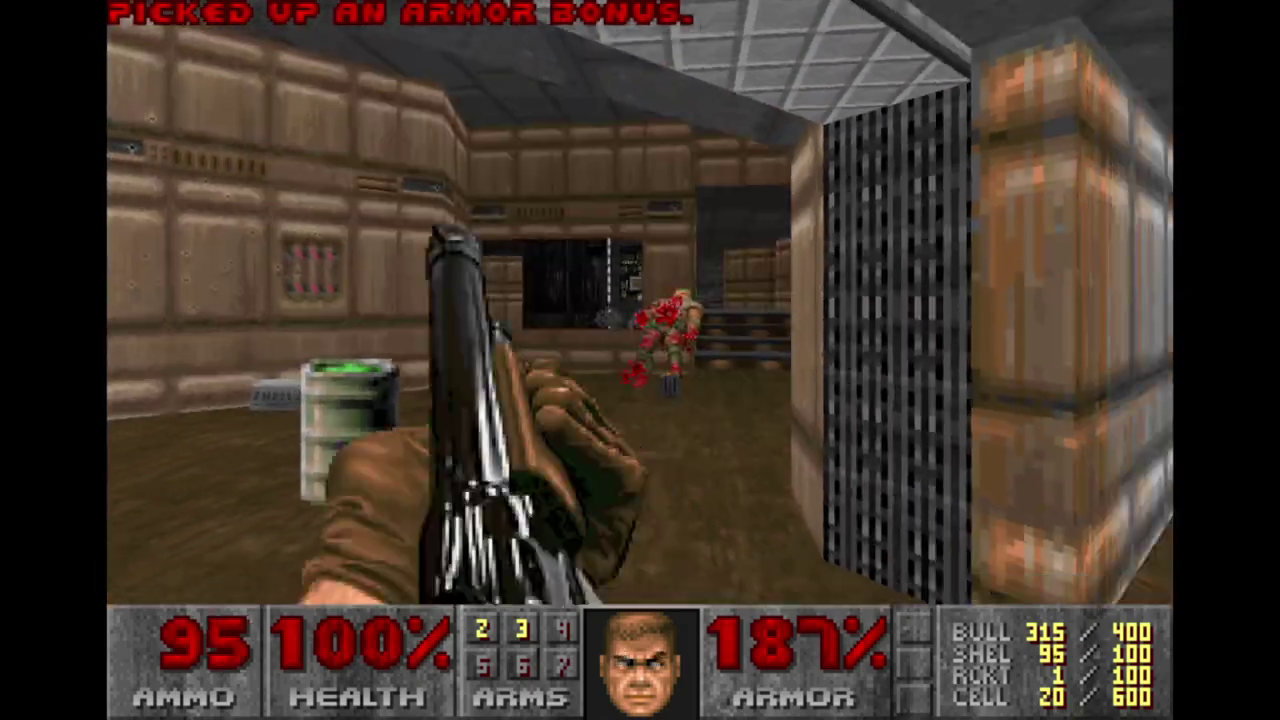 PICKED UP AN ARMOR BONUS.
95 100% 2 3 4 187% BULL 315 / 400
SHEL 95 / 100
5 6 7 RCKT 1 / 100
AMMO HEALTH ARMS ARMOR CELL 20 / 600